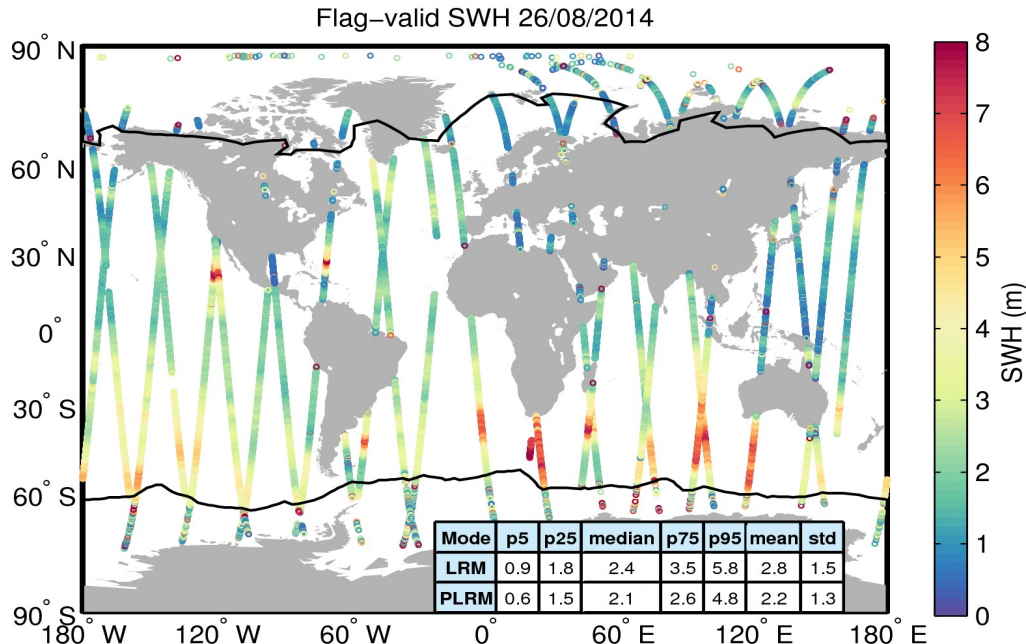 Flag−valid SWH 26/08/2014
90° N
60° N
30° N
0°
30° S
60° S
90° S
180° W
120° W
60° W
0°
60° E
120° E
180° E
Mode p5 p25 median p75 p95 mean std
LRM 0.9 1.8 2.4 3.5 5.8 2.8 1.5
PLRM 0.6 1.5 2.1 2.6 4.8 2.2 1.3
8
7
6
5
4
3
2
1
0
SWH (m)